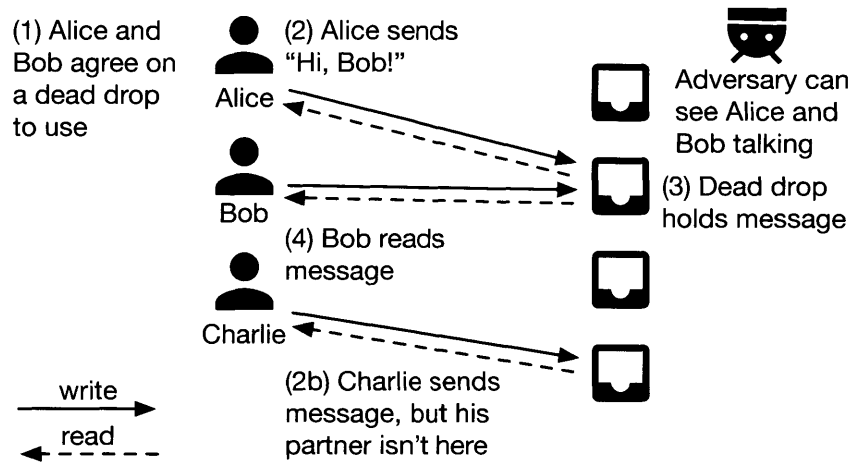 (1) Alice and
Bob agree on
a dead drop
to use
Alice
(2) Alice sends
“Hi, Bob!”
Adversary can
see Alice and
Bob talking
Bob
(3) Dead drop
holds message
(4) Bob reads
message
Charlie
(2b) Charlie sends
message, but his
partner isn't here
write
read